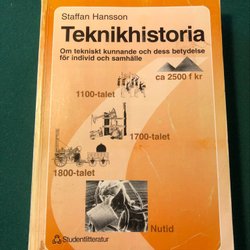 Staffan Hansson
Teknikhistoria
Om tekniskt kunnande och dess betydelse
för individ och samhälle
ca 2500 f kr
1100-talet
1700-talet
1800-talet
Nutid
Studentlitteratur